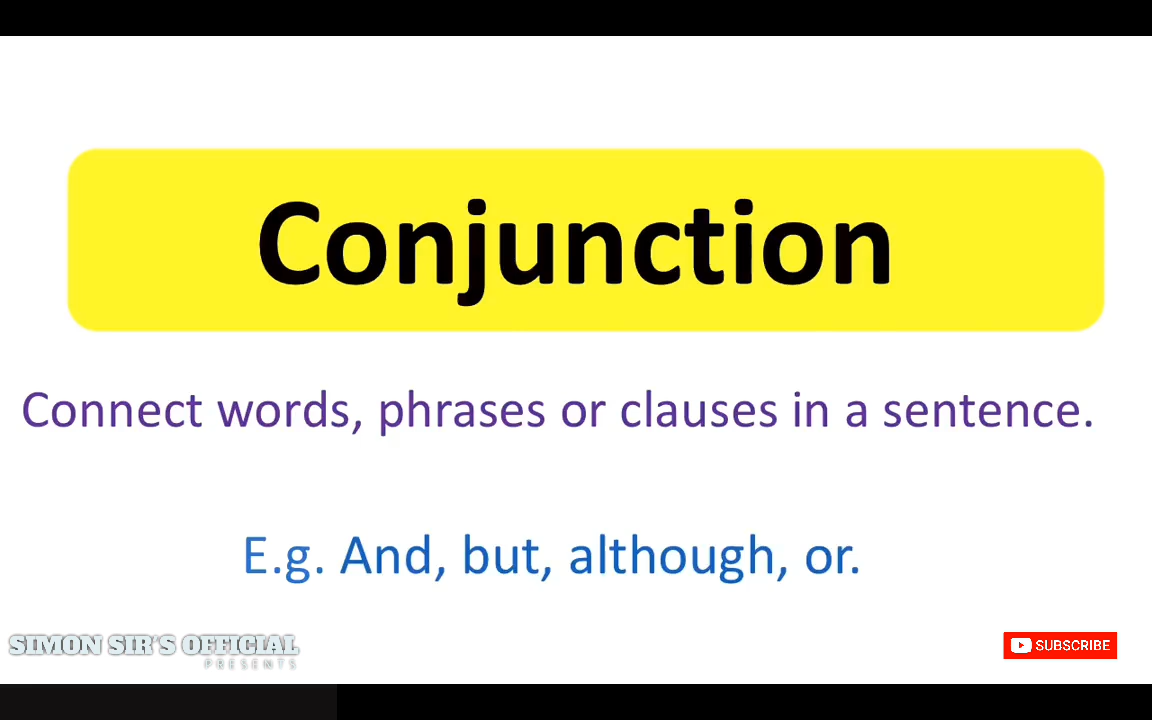 Conjunction
Connect words, phrases or clauses in a sentence.
E.g. And, but, although, or.
SIMON SIR'S OFFICIAL
PRESENTS
SUBSCRIBE